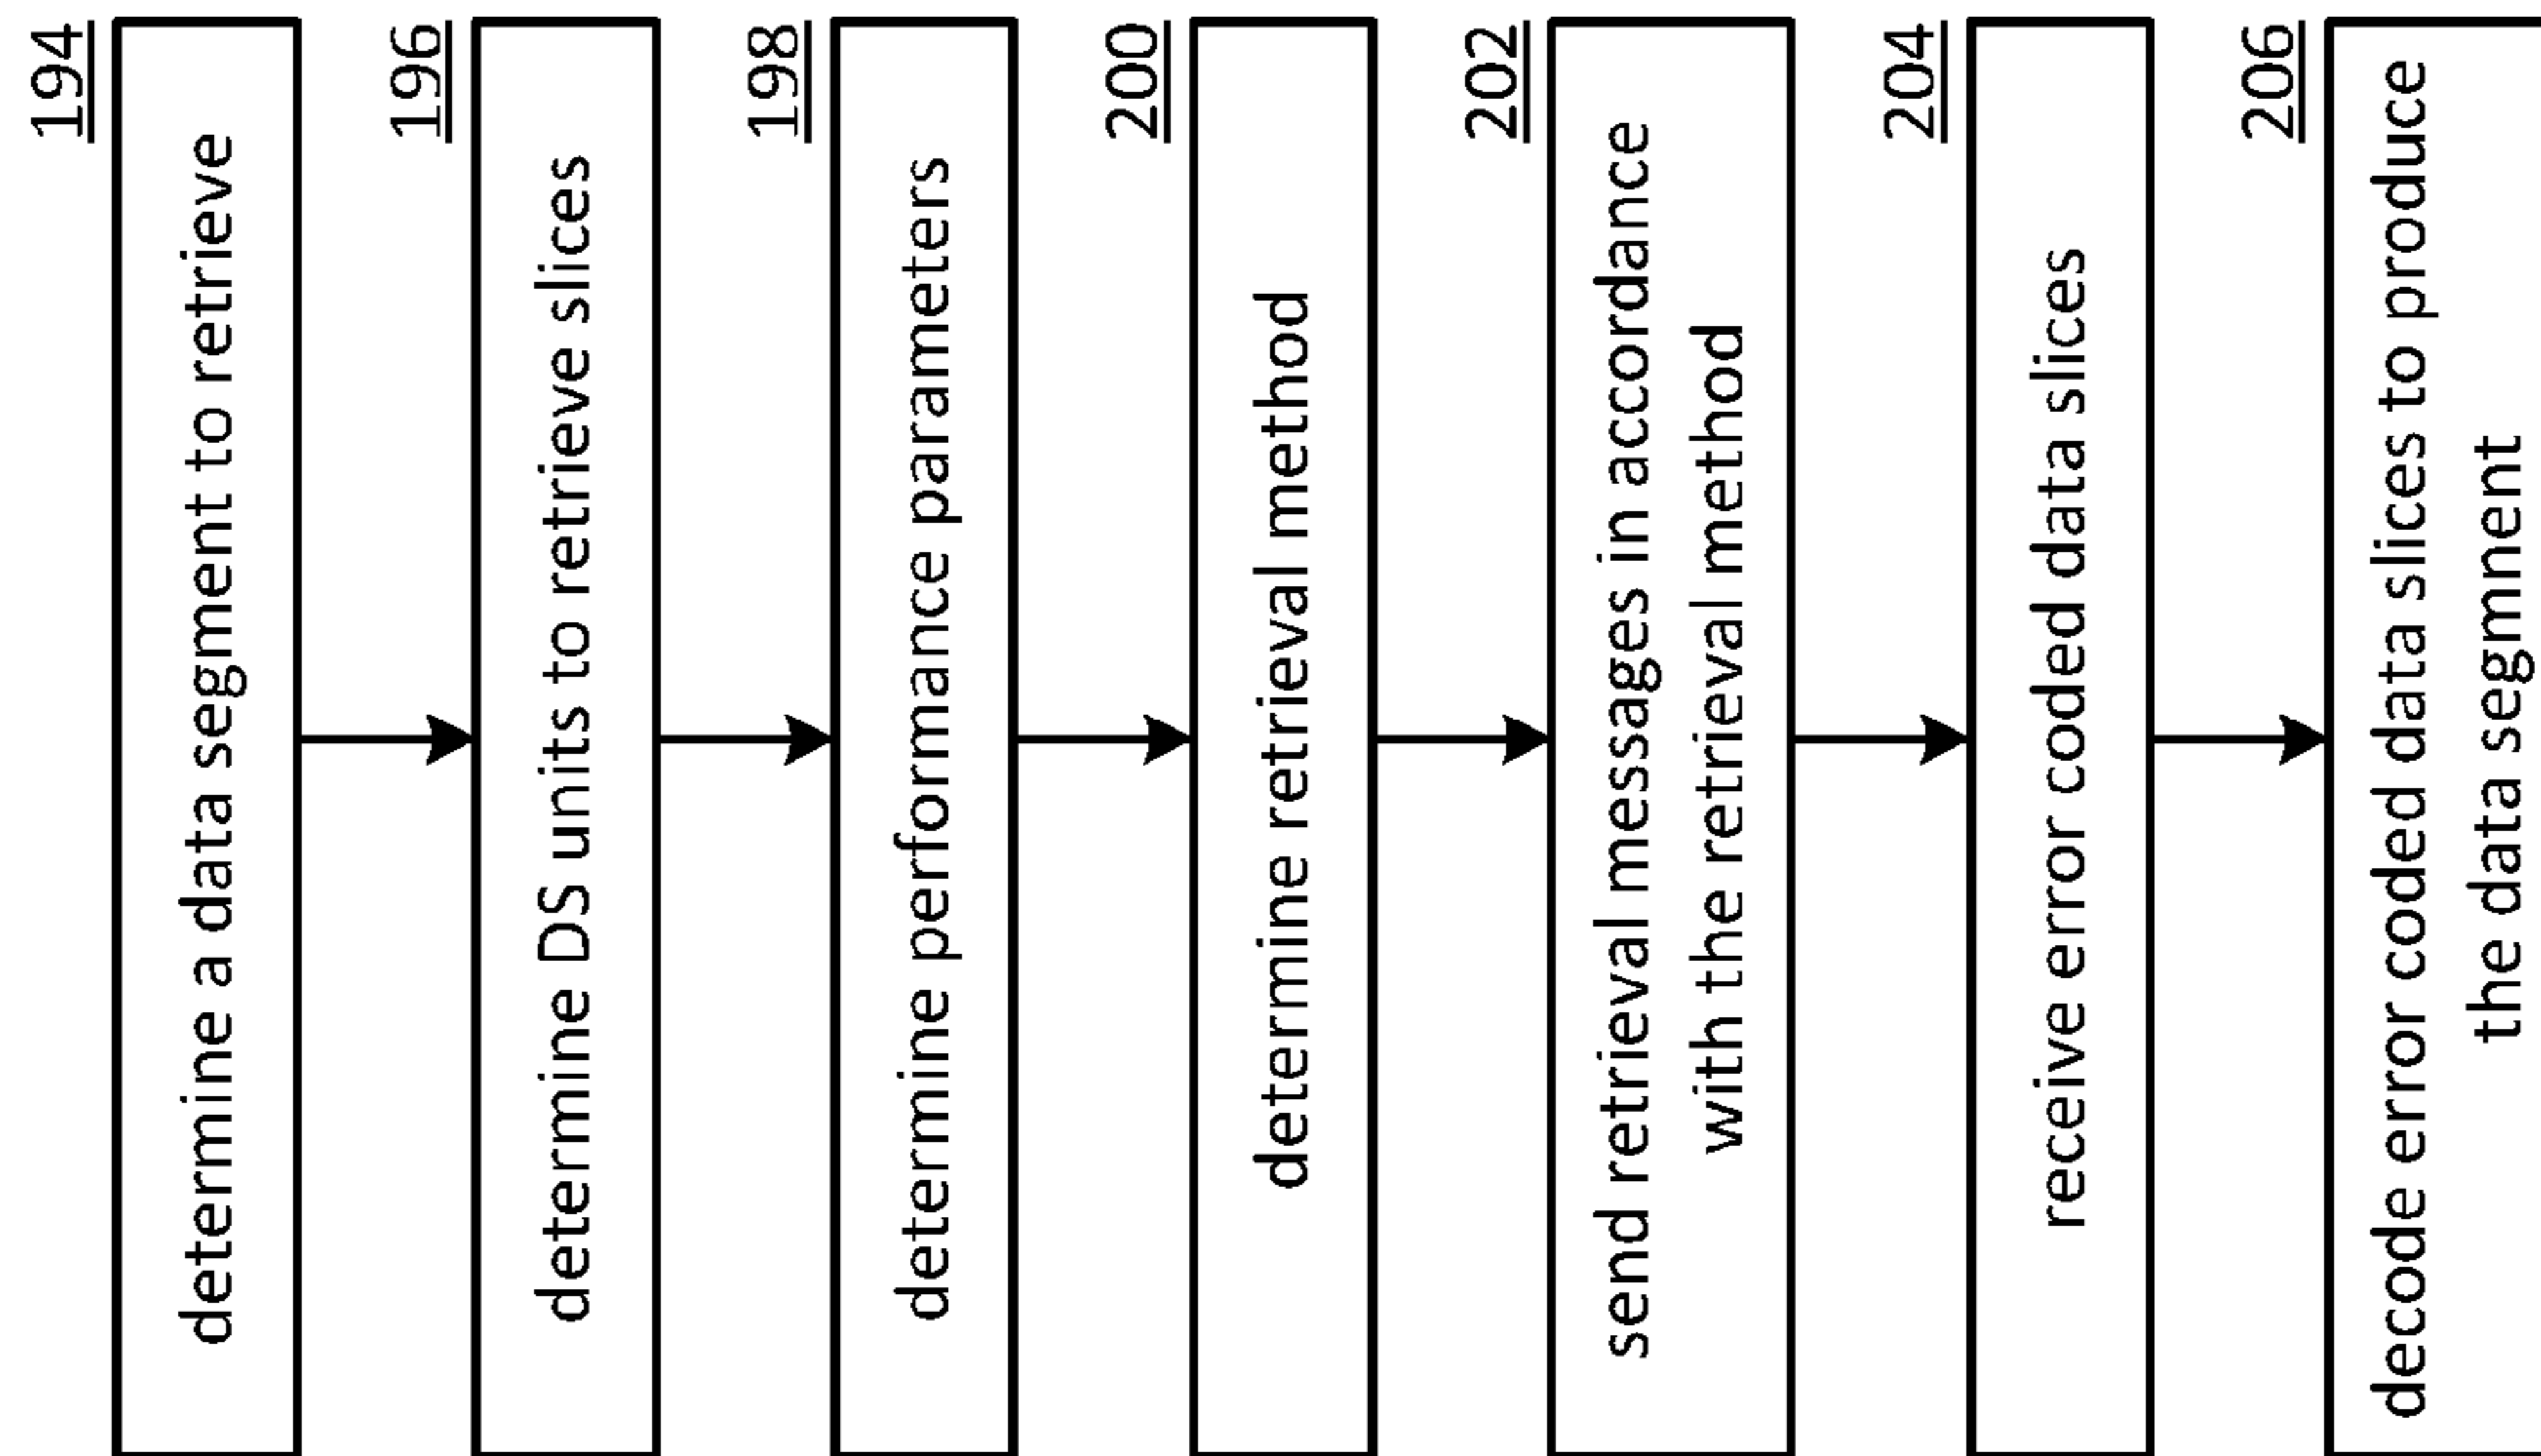 194
determine a data segment to retrieve
196
determine DS units to retrieve slices
198
determine performance parameters
200
determine retrieval method
202
send retrieval messages in accordance
with the retrieval method
204
receive error coded data slices
206
decode error coded data slices to produce
the data segment